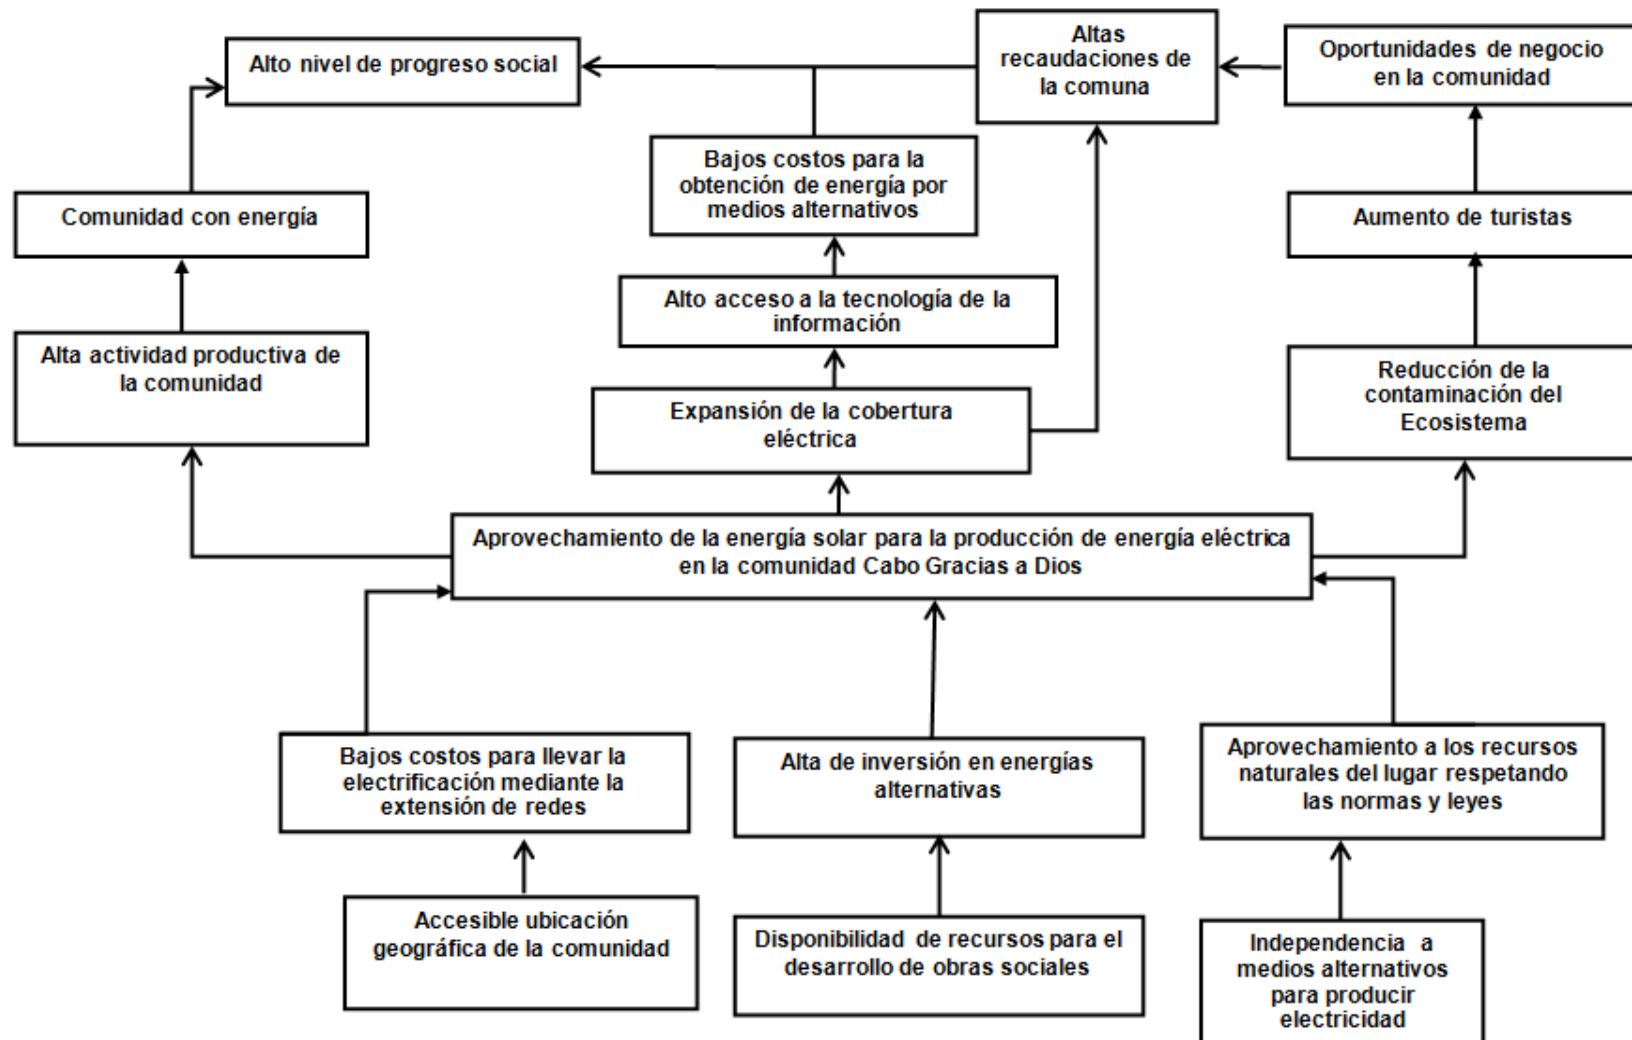 Alto nivel de progreso social
Altas
recaudaciones de
la comuna
Oportunidades de negocio
en la comunidad
Bajos costos para la
obtención de energía por
medios alternativos
Comunidad con energía
Aumento de turistas
Alto acceso a la tecnología de la
información
Alta actividad productiva de
la comunidad
Reducción de la
contaminación del
Ecosistema
Expansión de la cobertura
eléctrica
Aprovechamiento de la energía solar para la producción de energía eléctrica
en la comunidad Cabo Gracias a Dios
Bajos costos para llevar la
electrificación mediante la
extensión de redes
Alta de inversión en energías
alternativas
Aprovechamiento a los recursos
naturales del lugar respetando
las normas y leyes
Accesible ubicación
geográfica de la comunidad
Disponibilidad de recursos para el
desarrollo de obras sociales
Independencia a
medios alternativos
para producir
electricidad